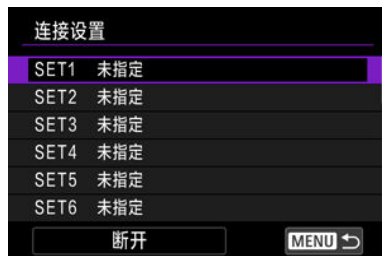 连接设置
SET1 未指定
SET2 未指定
SET3 未指定
SET4 未指定
SET5 未指定
SET6 未指定
断开 MENU